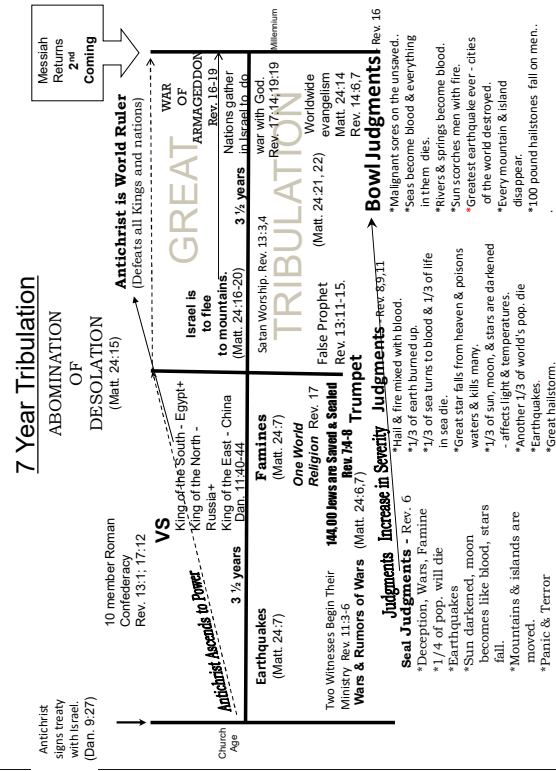 7 Year Tribulation
ABOMINATION
OF
DESOLATION
(Matt. 24:15)
Antichrist
signs treaty
with Israel.
(Dan. 9:27)
10 member Roman
Confederacy
Rev. 13:1; 17:12
Messiah
Returns
2nd
Coming
Antichrist is World Ruler
(Defeats all Kings and nations)
Church
Age
Antichrist Ascends to Power
VS
King of the South - Egypt+
King of the North -
Russia+
King of the East - China
Dan. 11:40-44
3 ½ years
Israel is
to flee
to mountains.
(Matt. 24:16-20)
GREAT
WAR
OF
ARMAGEDDON
Rev. 16-19
Nations gather
in Israel to do
war with God.
Rev. 17:14;19:19
3 ½ years
Millennium
Earthquakes
(Matt. 24:7)
Famines
(Matt. 24:7)
One World
Religion Rev. 17
144,00 Jews are Saved & Sealed
Rev. 7:4-8
Two Witnesses Begin Their
Ministry Rev. 11:3-6
Wars & Rumors of Wars (Matt. 24:6,7)
Satan Worship. Rev. 13:3,4
TRIBULATION
False Prophet
Rev. 13:11-15.
(Matt. 24:21, 22)
Worldwide
evangelism
Matt. 24:14
Rev. 14:6,7
Judgments Increase in Severity
Seal Judgments - Rev. 6
*Deception, Wars, Famine
*1/4 of pop. will die
*Earthquakes
*Sun darkened, moon
becomes like blood, stars
fall.
*Mountains & islands are
moved.
*Panic & Terror
Trumpet
Judgments - Rev. 8,9,11
*Hail & fire mixed with blood.
*1/3 of earth burned up.
*1/3 of sea turns to blood & 1/3 of life
in sea die.
*Great star falls from heaven & poisons
waters & kills many.
*1/3 of sun, moon, & stars are darkened
- affects light & temperatures.
*Another 1/3 of world's pop. die
*Earthquakes.
*Great hailstorm.
Bowl Judgments - Rev. 16
*Malignant sores on the unsaved..
*Seas become blood & everything
in them dies.
*Rivers & springs become blood.
*Sun scorches men with fire.
*Greatest earthquake ever - cities
of the world destroyed.
*Every mountain & island
disappear.
*100 pound hailstones fall on men..
.